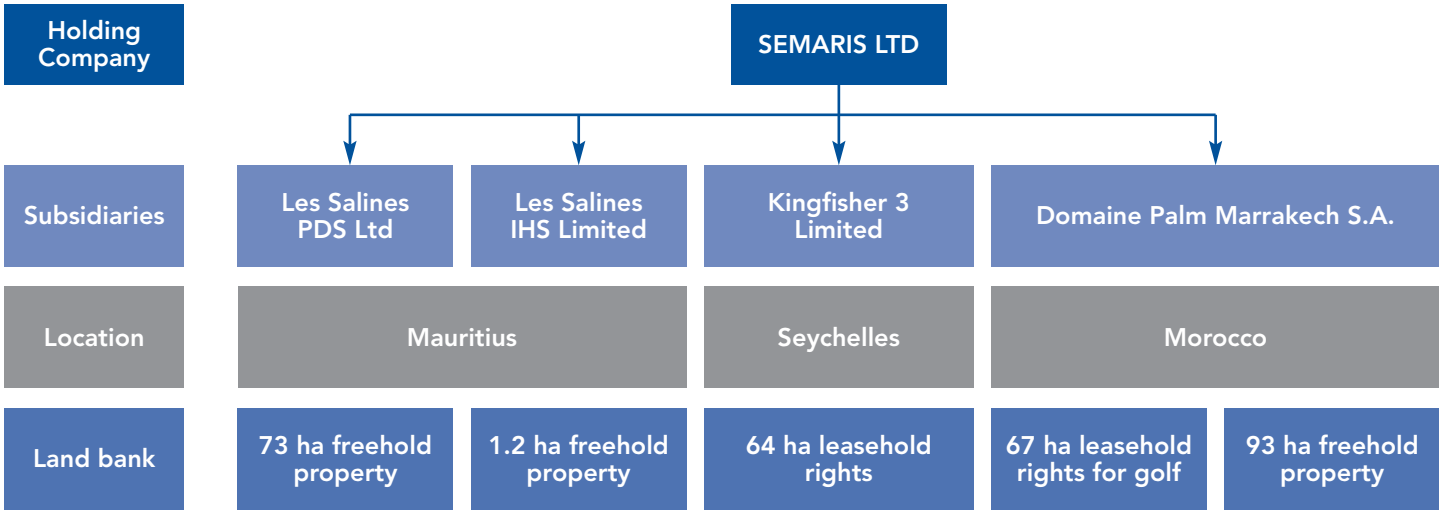 Holding
Company
SEMARIS LTD
Subsidiaries
Les Salines
PDS Ltd
Les Salines
IHS Limited
Kingfisher 3
Limited
Domaine Palm Marrakech S.A.
Location
Mauritius
Seychelles
Morocco
Land bank
73 ha freehold
property
1.2 ha freehold
property
64 ha leasehold
rights
67 ha leasehold
rights for golf
93 ha freehold
property